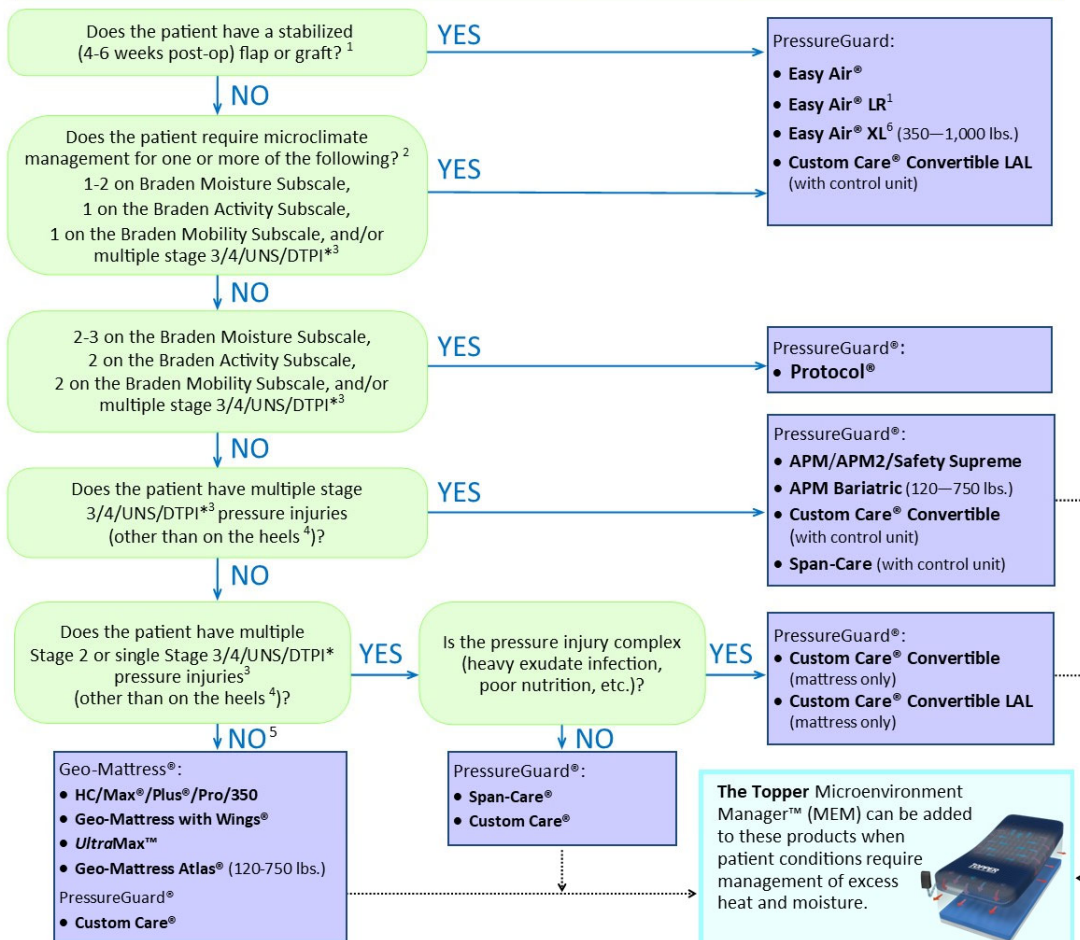 Does the patient have a stabilized
(4-6 weeks post-op) flap or graft? 1
YES
PressureGuard:
• Easy Air®
• Easy Air® LR1
• Easy Air® XL6 (350—1,000 lbs.)
• Custom Care® Convertible LAL
(with control unit)
NO
Does the patient require microclimate
management for one or more of the following? 2
1-2 on Braden Moisture Subscale,
1 on the Braden Activity Subscale,
1 on the Braden Mobility Subscale, and/or
multiple stage 3/4/UNS/DTPI*3
YES
NO
2-3 on the Braden Moisture Subscale,
2 on the Braden Activity Subscale,
2 on the Braden Mobility Subscale, and/or
multiple stage 3/4/UNS/DTPI*3
YES
PressureGuard®:
• Protocol®
NO
Does the patient have multiple stage
3/4/UNS/DTPI*3 pressure injuries
(other than on the heels 4)?
YES
PressureGuard®:
• APM/APM2/Safety Supreme
• APM Bariatric (120—750 lbs.)
• Custom Care® Convertible
(with control unit)
• Span-Care (with control unit)
NO
Does the patient have multiple
Stage 2 or single Stage 3/4/UNS/DTPI*
pressure injuries3
(other than on the heels 4)?
YES
Is the pressure injury complex
(heavy exudate infection,
poor nutrition, etc.)?
YES
PressureGuard®:
• Custom Care® Convertible
(mattress only)
• Custom Care® Convertible LAL
(mattress only)
NO5
Geo-Mattress®:
• HC/Max®/Plus®/Pro/350
• Geo-Mattress with Wings®
• UltraMax™
• Geo-Mattress Atlas® (120-750 lbs.)
PressureGuard®
• Custom Care®
NO
PressureGuard®:
• Span-Care®
• Custom Care®
The Topper Microenvironment
Manager™ (MEM) can be added
to these products when
patient conditions require
management of excess
heat and moisture.
TOPPER